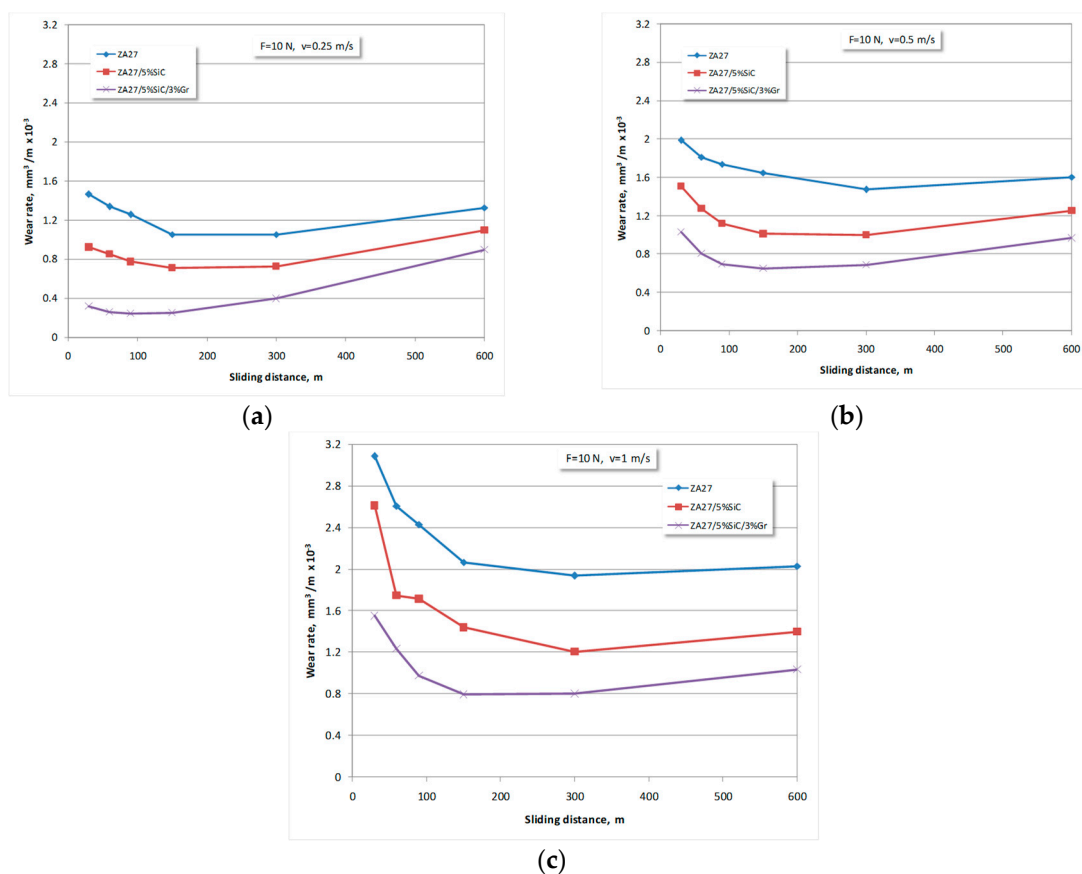 3.2
2.8
2.4
2
1.6
1.2
0.8
0.4
0
Wear rate, mm³/m x10⁻³
F=10 N, v=0.25 m/s
ZA27
ZA27/5%SiC
ZA27/5%SiC/3%Gr
0 100 200 300 400 500 600
Sliding distance, m
(a)
3.2
2.8
2.4
2
1.6
1.2
0.8
0.4
0
Wear rate, mm³/m x10⁻³
F=10 N, v=0.5 m/s
ZA27
ZA27/5%SiC
ZA27/5%SiC/3%Gr
0 100 200 300 400 500 600
Sliding distance, m
(b)
3.2
2.8
2.4
2
1.6
1.2
0.8
0.4
0
Wear rate, mm³/m x10⁻³
F=10 N, v=1 m/s
ZA27
ZA27/5%SiC
ZA27/5%SiC/3%Gr
0 100 200 300 400 500 600
Sliding distance, m
(c)